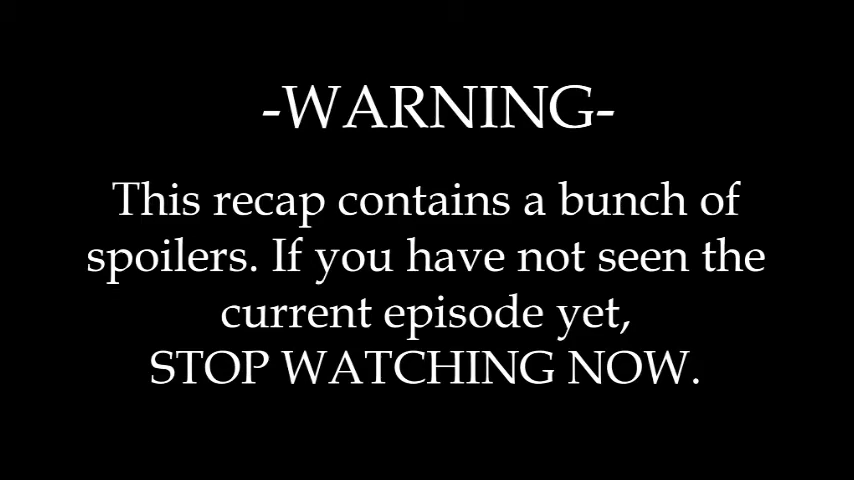 -WARNING-
This recap contains a bunch of
spoilers. If you have not seen the
current episode yet,
STOP WATCHING NOW.